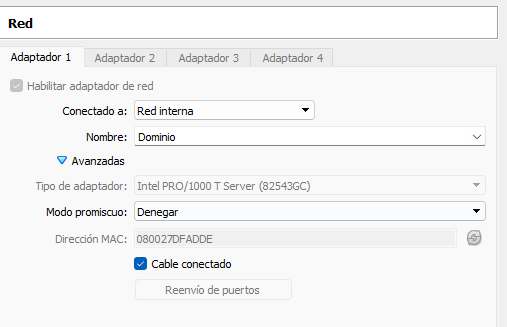 Red
Adaptador 1 Adaptador 2 Adaptador 3 Adaptador 4
Habilitar adaptador de red
Conectado a: Red interna
Nombre: Dominio
Avanzadas
Tipo de adaptador: Intel PRO/1000 T Server (82543GC)
Modo promiscuo: Denegar
Dirección MAC: 080027DFADDE
Cable conectado
Reenvío de puertos